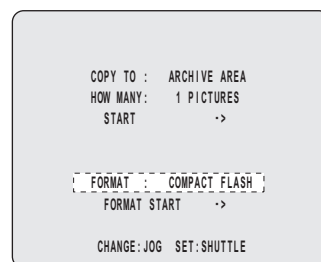 COPY TO : ARCHIVE AREA
HOW MANY: 1 PICTURES
START ->
FORMAT : COMPACT FLASH
FORMAT START ->
CHANGE:JOG SET:SHUTTLE